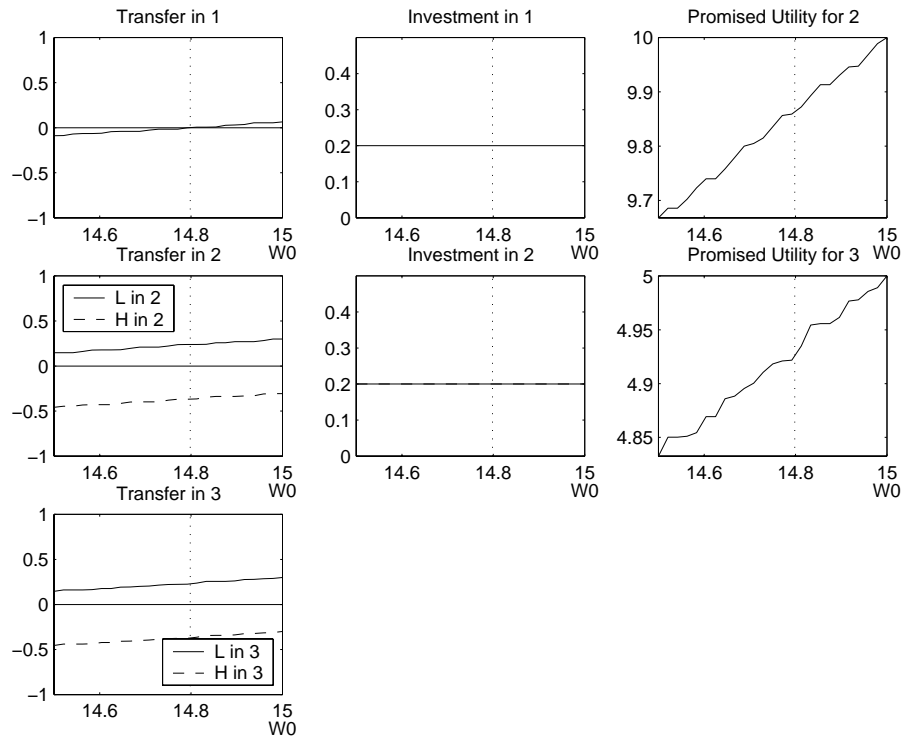 Transfer in 1
1
0.5
0
−0.5
−1
14.6 14.8 15
W0
Investment in 1
0.4
0.3
0.2
0.1
0
14.6 14.8 15
W0
Promised Utility for 2
10
9.9
9.8
9.7
14.6 14.8 15
W0
Transfer in 2
1
0.5
0
−0.5
−1
L in 2
H in 2
14.6 14.8 15
W0
Investment in 2
0.4
0.3
0.2
0.1
0
14.6 14.8 15
W0
Promised Utility for 3
5
4.95
4.9
4.85
14.6 14.8 15
W0
Transfer in 3
1
0.5
0
−0.5
−1
L in 3
H in 3
14.6 14.8 15
W0